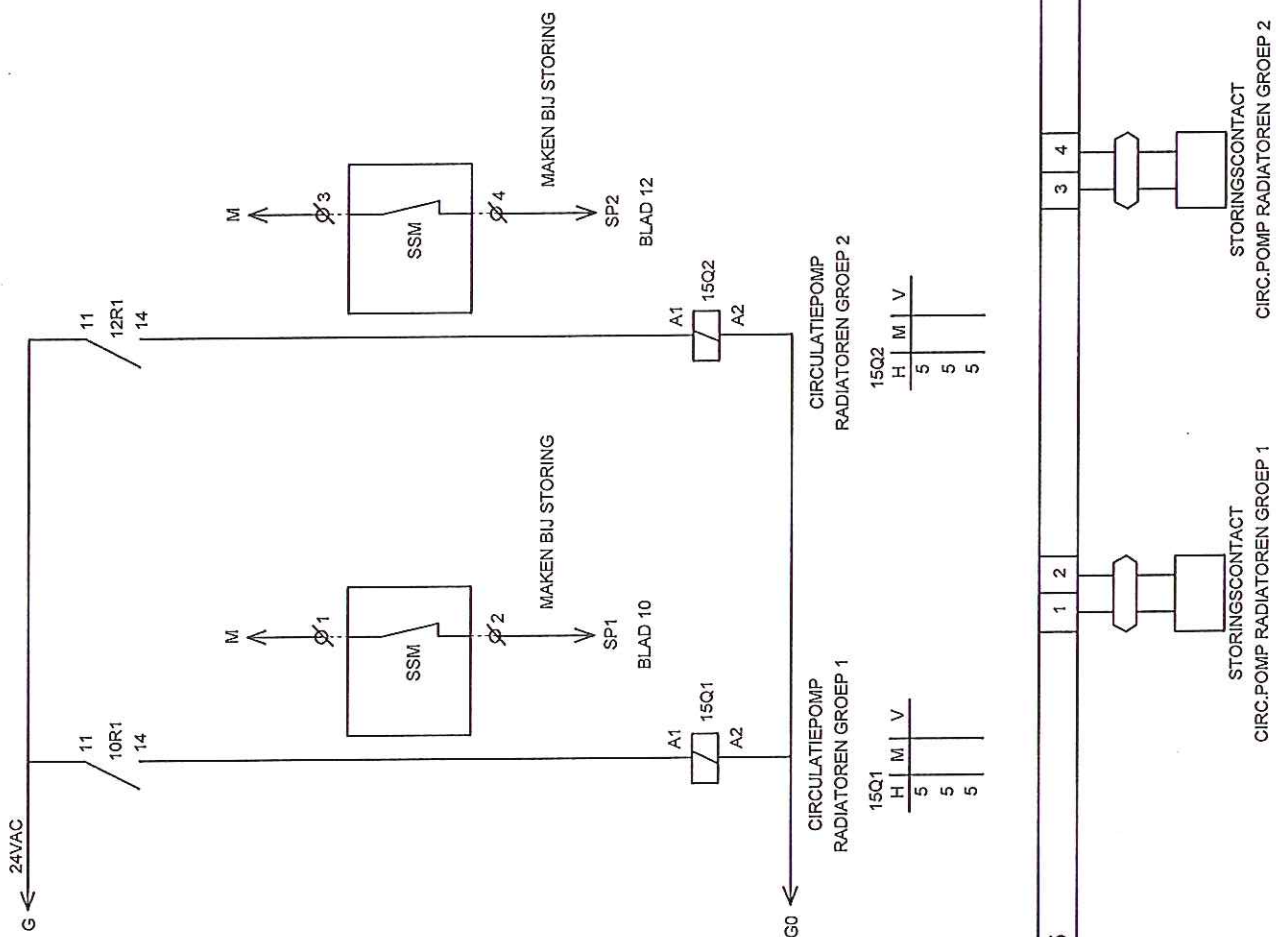 G
24VAC
11
10R1
14
11
12R1
14
M
1
SSM
2
SP1
BLAD 10
MAKEN BIJ STORING
M
3
SSM
4
SP2
BLAD 12
MAKEN BIJ STORING
A1
15Q1
A2
A1
15Q2
A2
G0
CIRCULATIEPOMP
RADIATOREN GROEP 1
CIRCULATIEPOMP
RADIATOREN GROEP 2
15Q1
H M V
5
5
5
15Q2
H M V
5
5
5
1 2
3 4
STORINGSCONTACT
CIRC.POMP RADIATOREN GROEP 1
STORINGSCONTACT
CIRC.POMP RADIATOREN GROEP 2